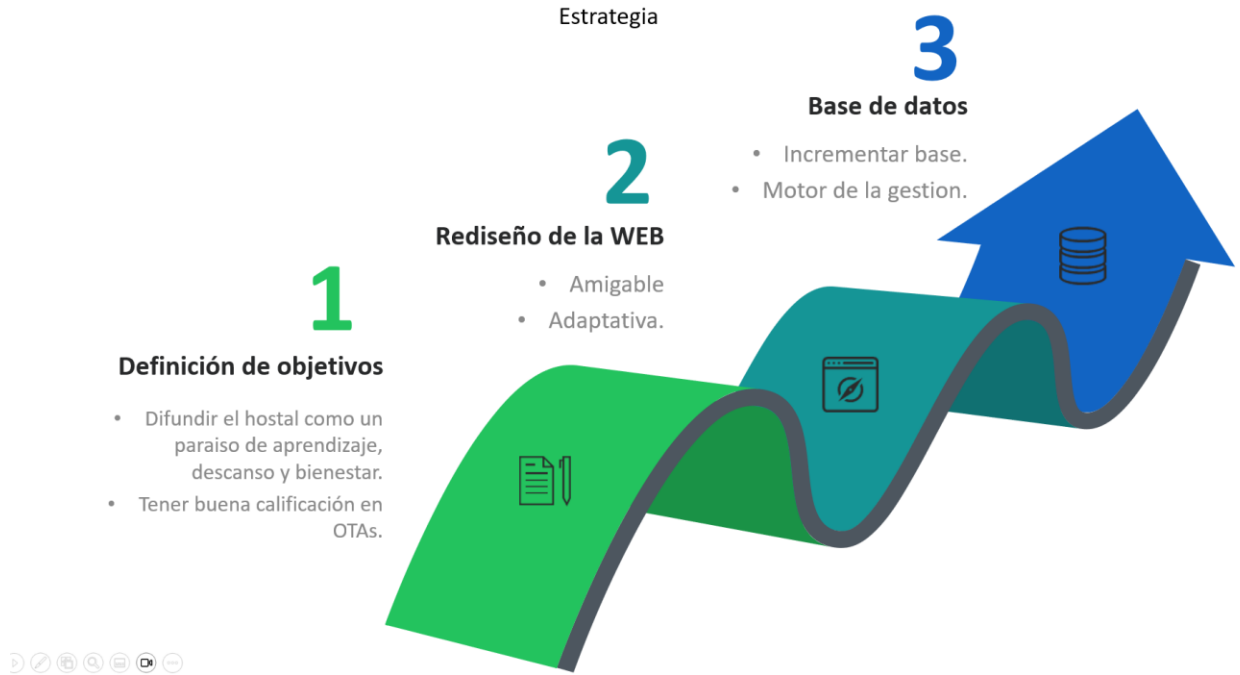 Estrategia
1
Definición de objetivos
• Difundir el hostal como un
paraiso de aprendizaje,
descanso y bienestar.
• Tener buena calificación en
OTAs.
2
Rediseño de la WEB
• Amigable
• Adaptativa.
3
Base de datos
• Incrementar base.
• Motor de la gestion.